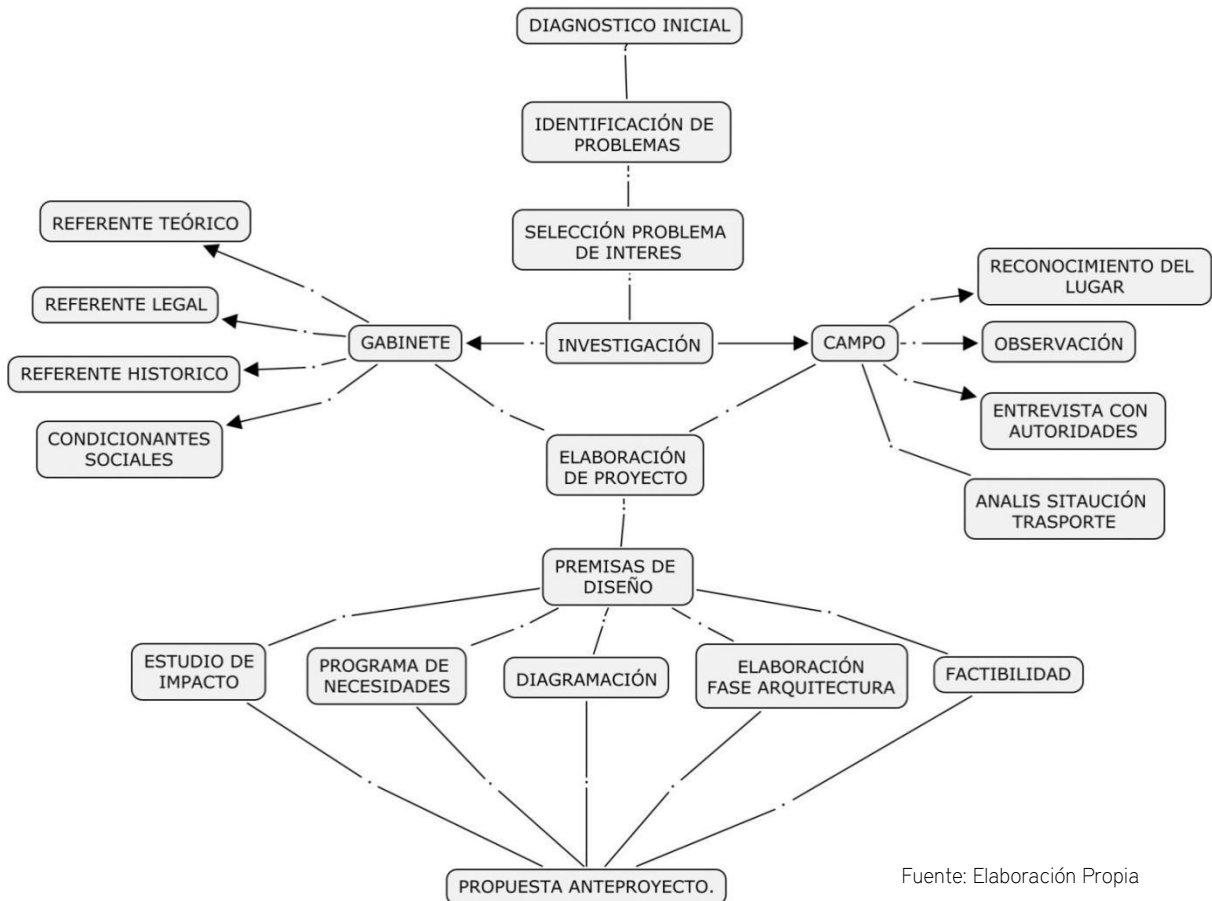 DIAGNOSTICO INICIAL
IDENTIFICACIÓN DE
PROBLEMAS
SELECCIÓN PROBLEMA
DE INTERES
REFERENTE TEÓRICO
REFERENTE LEGAL
REFERENTE HISTORICO
CONDICIONANTES
SOCIALES
GABINETE
INVESTIGACIÓN
CAMPO
RECONOCIMIENTO DEL
LUGAR
OBSERVACIÓN
ENTREVISTA CON
AUTORIDADES
ANALIS SITAUCIÓN
TRASPORTE
ELABORACIÓN
DE PROYECTO
PREMISAS DE
DISEÑO
ESTUDIO DE
IMPACTO
PROGRAMA DE
NECESIDADES
DIAGRAMACIÓN
ELABORACIÓN
FASE ARQUITECTURA
FACTIBILIDAD
PROPUESTA ANTEPROYECTO.
Fuente: Elaboración Propia